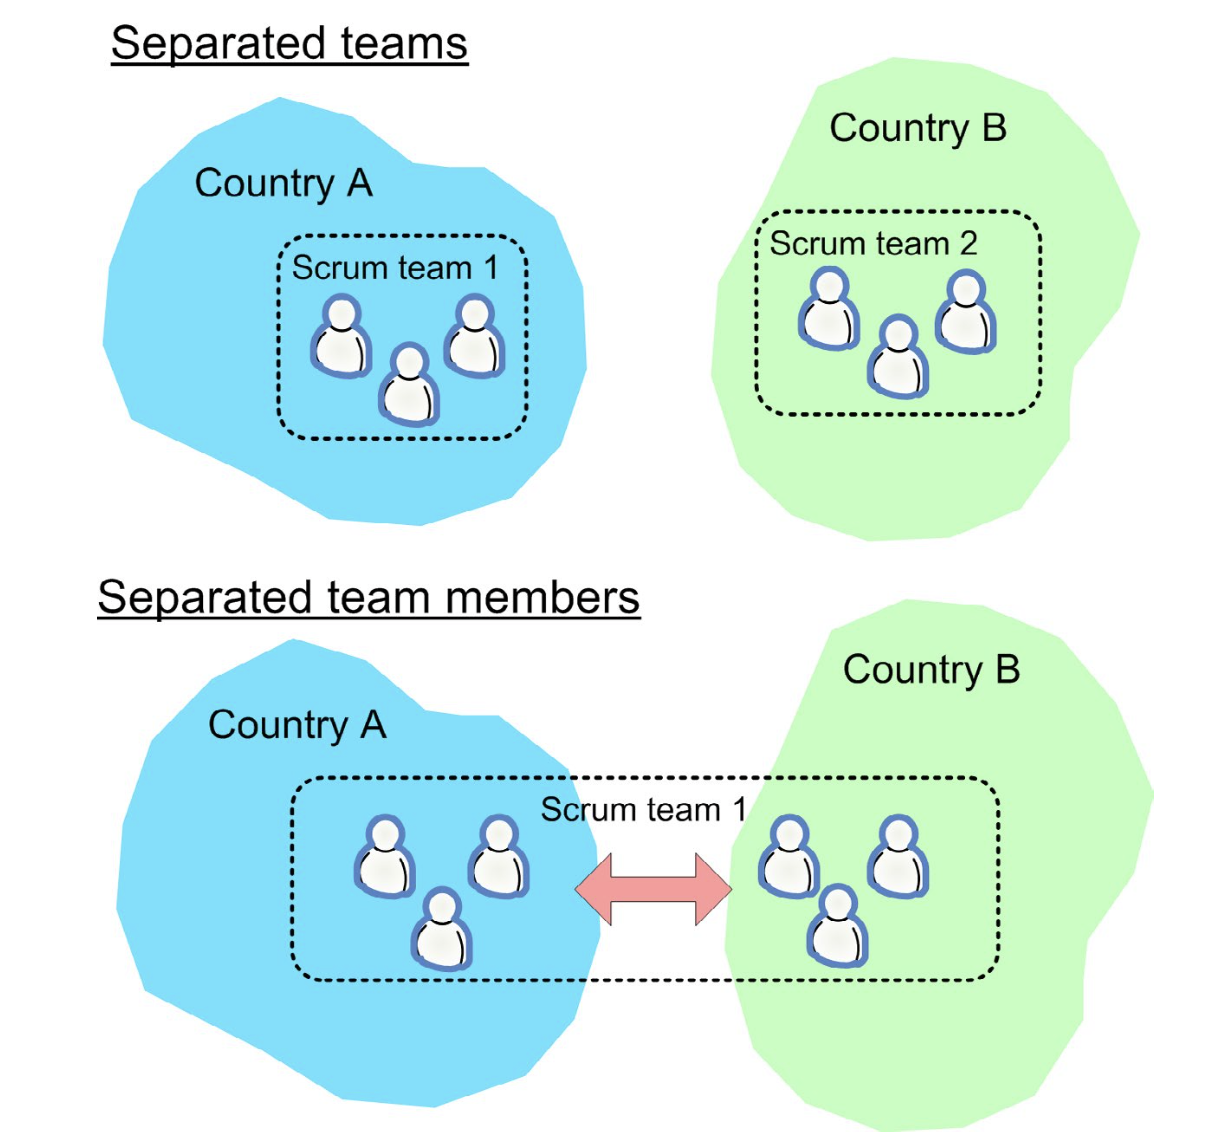 Separated teams
Country A
Country B
Scrum team 1
Scrum team 2
Separated team members
Country A
Country B
Scrum team 1